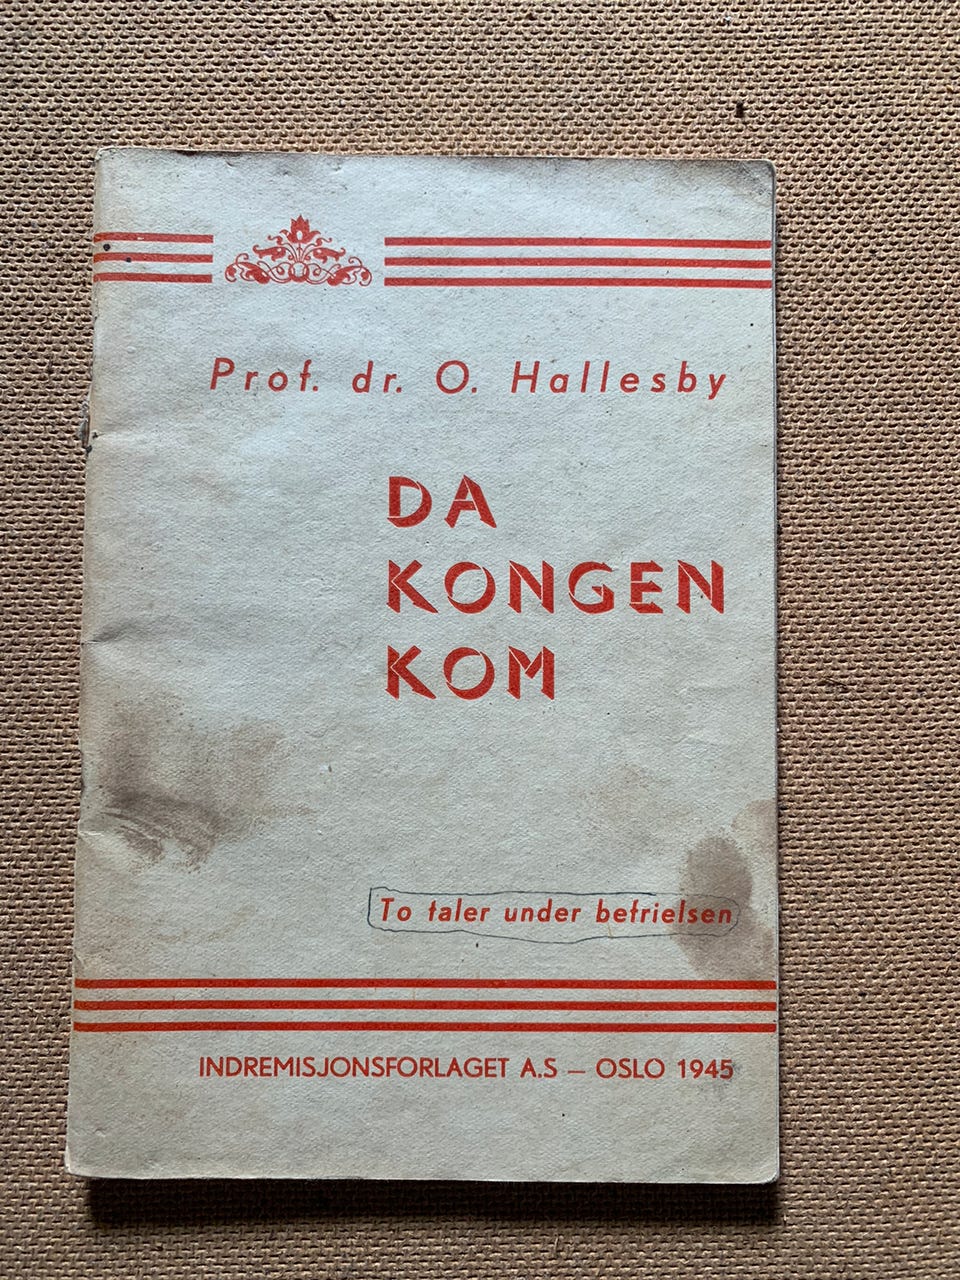 Prof. dr. O. Hallesby
DA
KONGEN
KOM
To taler under befrielsen
INDREMISJONSFORLAGET A.S – OSLO 1945